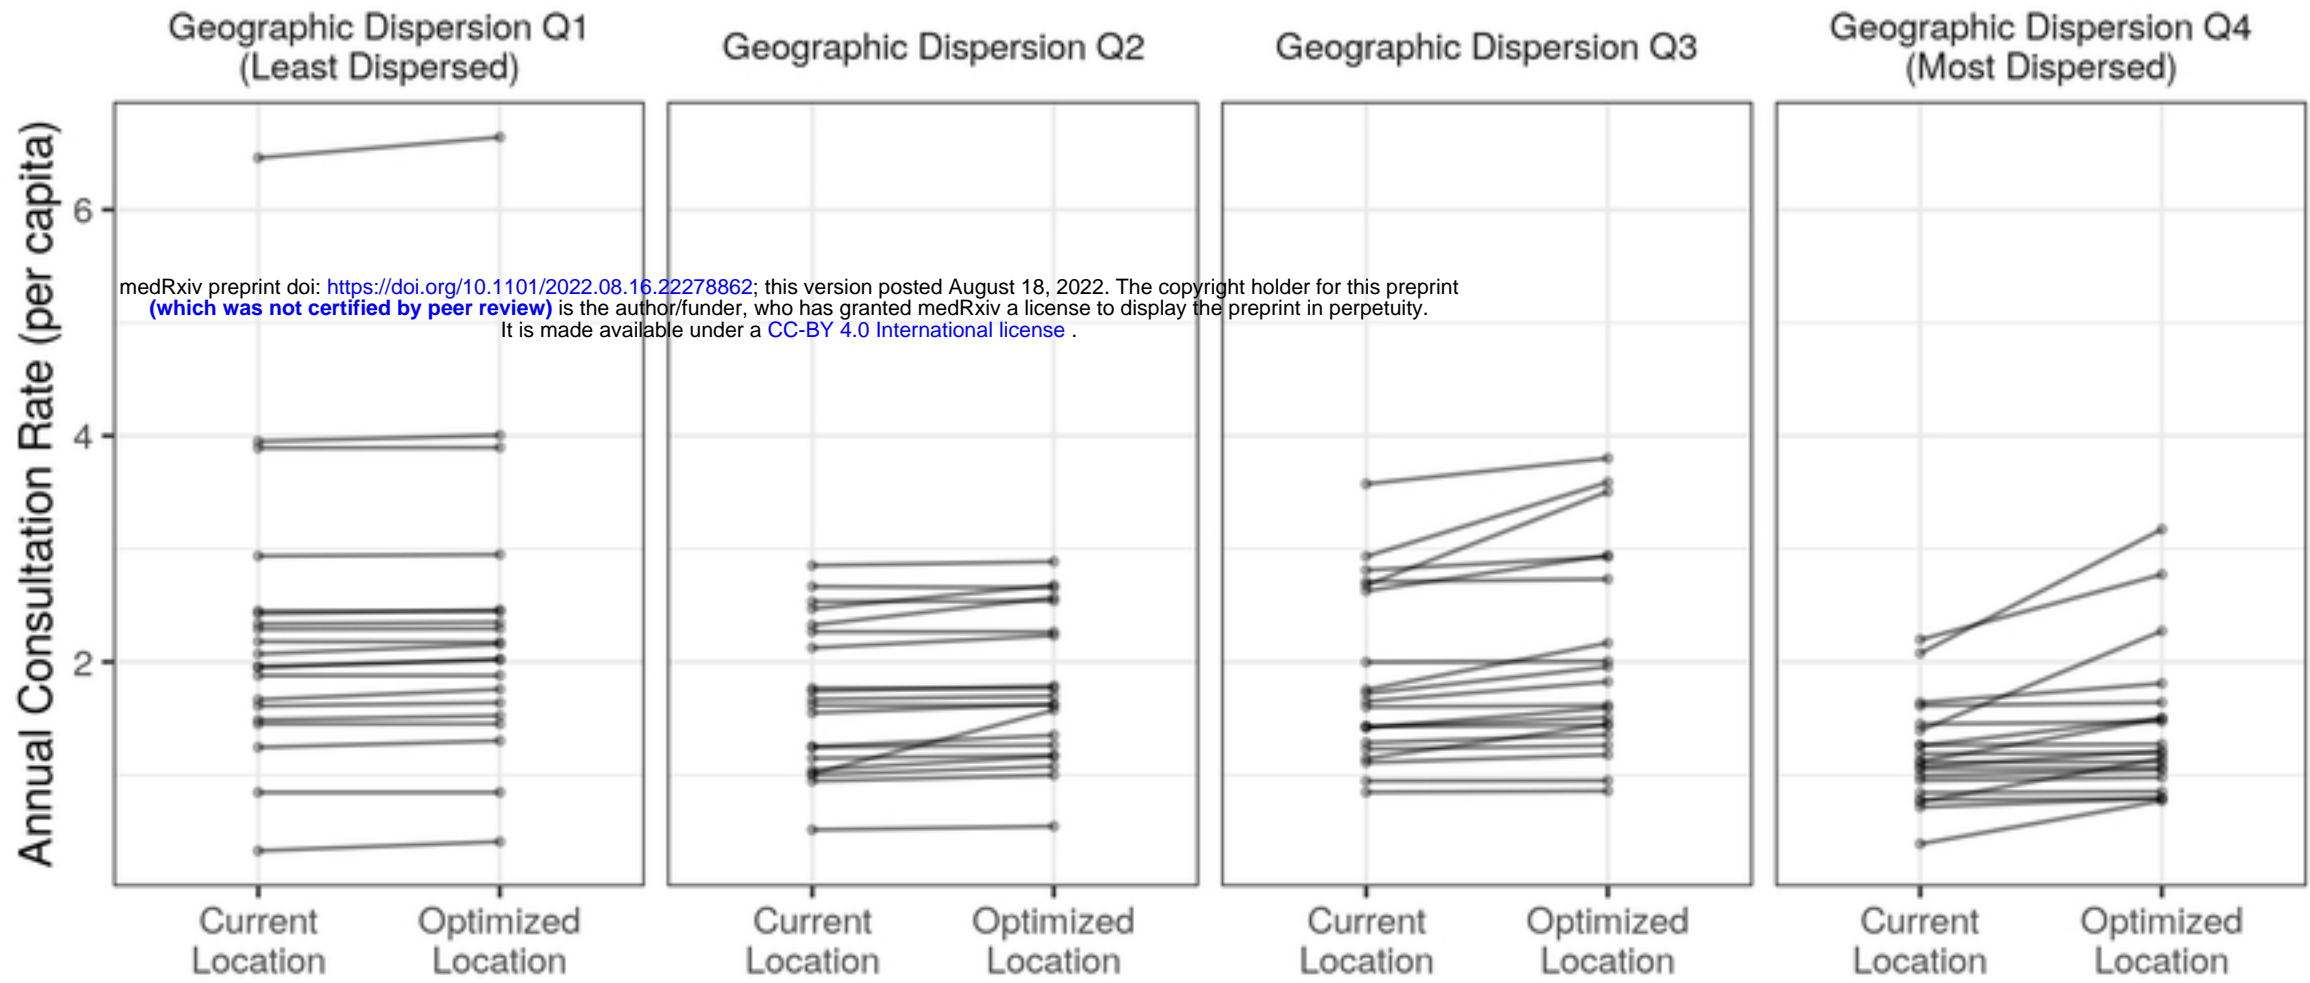 Geographic Dispersion Q1
(Least Dispersed)
Geographic Dispersion Q2
Geographic Dispersion Q3
Geographic Dispersion Q4
(Most Dispersed)
Annual Consultation Rate (per capita)
6
4
2
medRxiv preprint doi: https://doi.org/10.1101/2022.08.16.22278862; this version posted August 18, 2022. The copyright holder for this preprint
(which was not certified by peer review) is the author/funder, who has granted medRxiv a license to display the preprint in perpetuity.
It is made available under a CC-BY 4.0 International license .
Current
Location
Optimized
Location
Current
Location
Optimized
Location
Current
Location
Optimized
Location
Current
Location
Optimized
Location